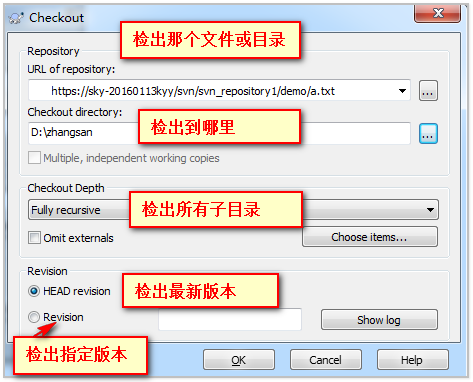 Checkout
检出那个文件或目录
Repository
URL of repository:
https://sky-20160113kyy/svn/svn_repository1/demo/a.txt
...
Checkout directory:
检出到哪里
D:\zhangsan
...
Multiple, independent working copies
Checkout Depth
检出所有子目录
Fully recursive
Omit externals
Choose items...
Revision
HEAD revision
检出最新版本
Revision
Show log
检出指定版本
OK
Cancel
Help